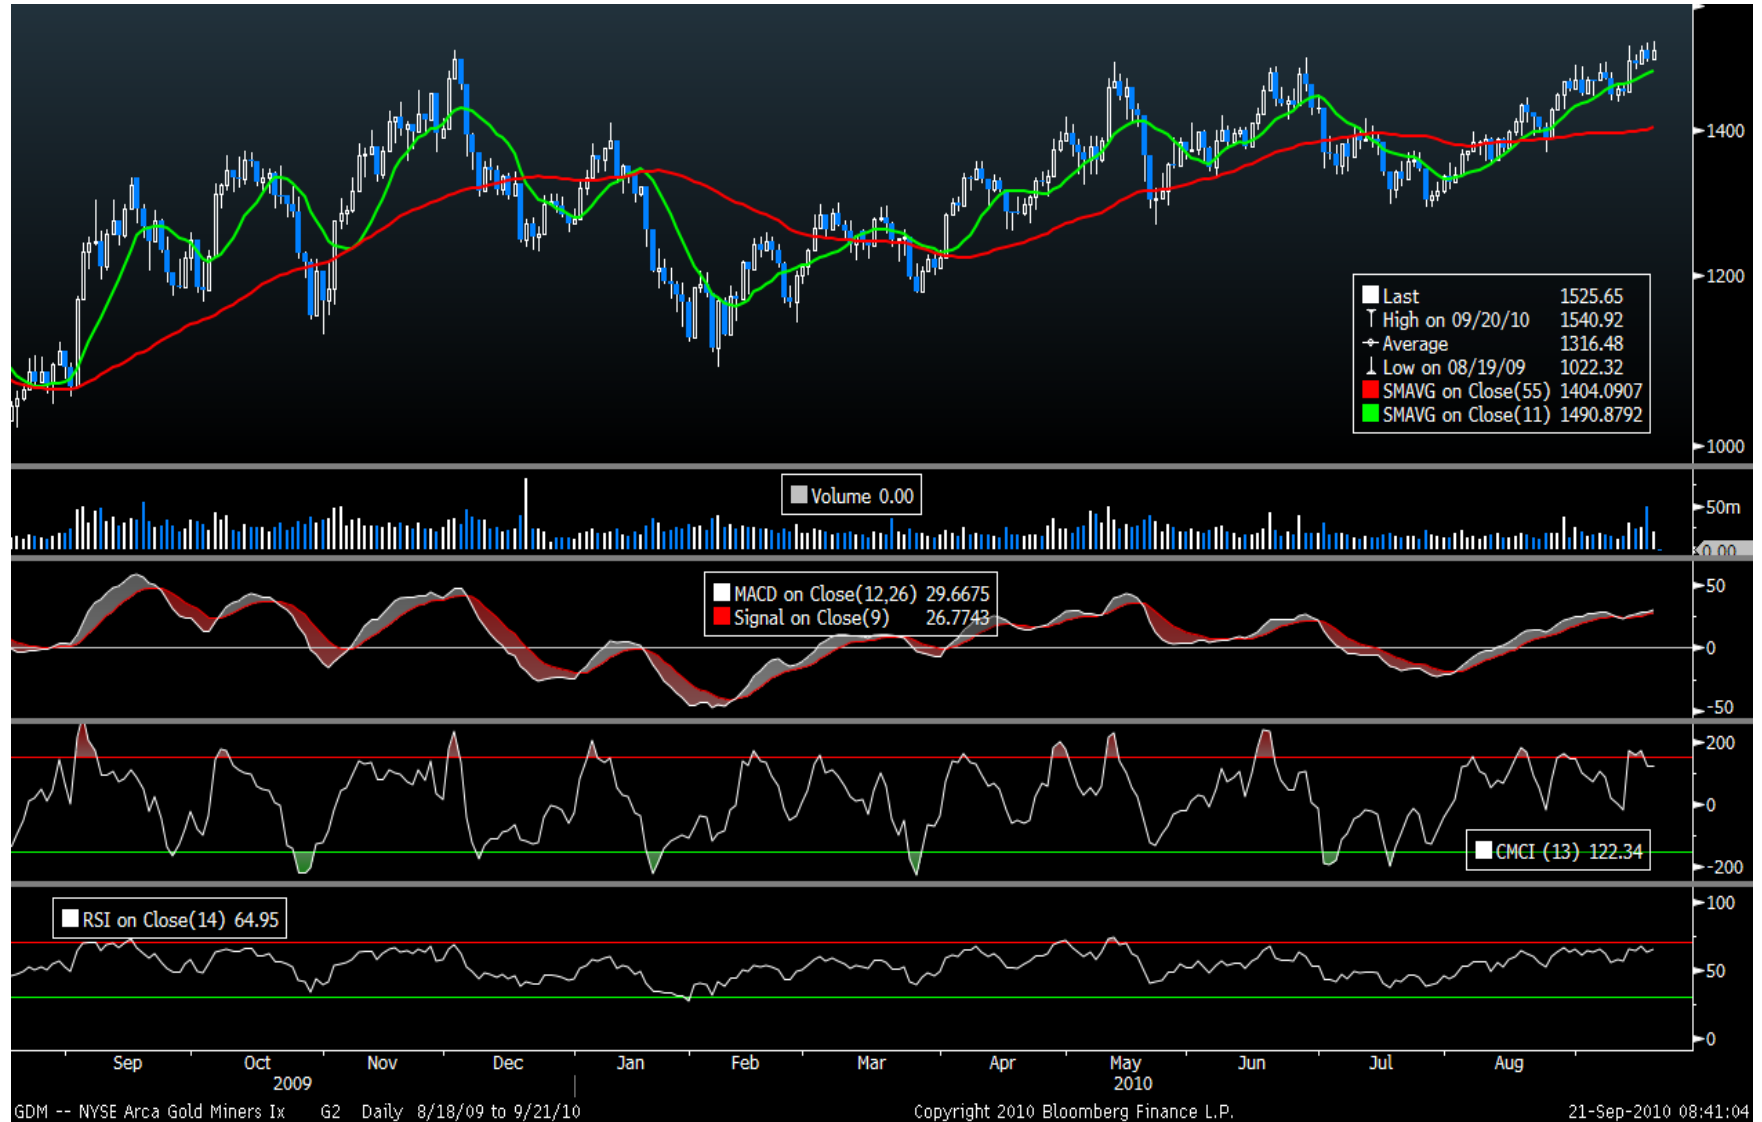 1400
1200
Last 1525.65
High on 09/20/10 1540.92
Average 1316.48
Low on 08/19/09 1022.32
SMAVG on Close(55) 1404.0907
SMAVG on Close(11) 1490.8792
1000
Volume 0.00
50m
0.00
MACD on Close(12,26) 29.6675
Signal on Close(9) 26.7743
50
0
-50
200
0
CMCI (13) 122.34
-200
RSI on Close(14) 64.95
100
50
0
Sep Oct Nov Dec Jan Feb Mar Apr May Jun Jul Aug
2009 2010
GDM -- NYSE Arca Gold Miners Ix G2 Daily 8/18/09 to 9/21/10 Copyright 2010 Bloomberg Finance L.P. 21-Sep-2010 08:41:04